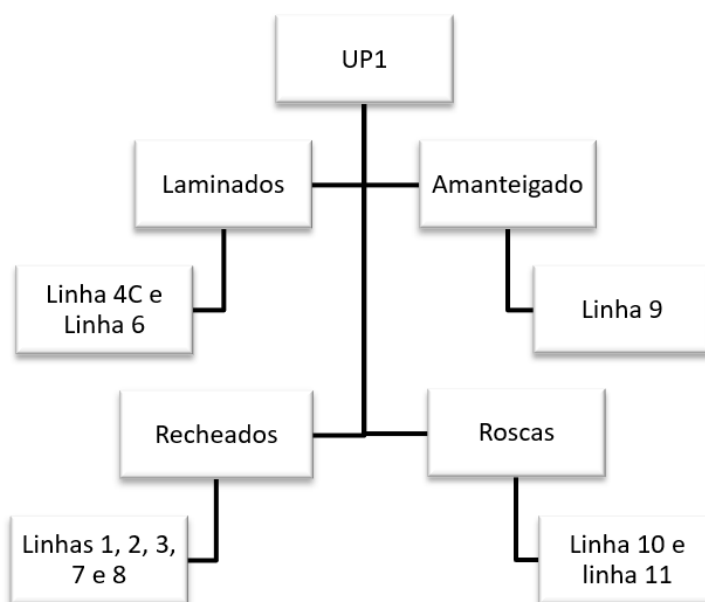 UP1
Laminados
Amanteigado
Linha 4C e
Linha 6
Linha 9
Recheados
Roscas
Linhas 1, 2, 3,
7 e 8
Linha 10 e
linha 11